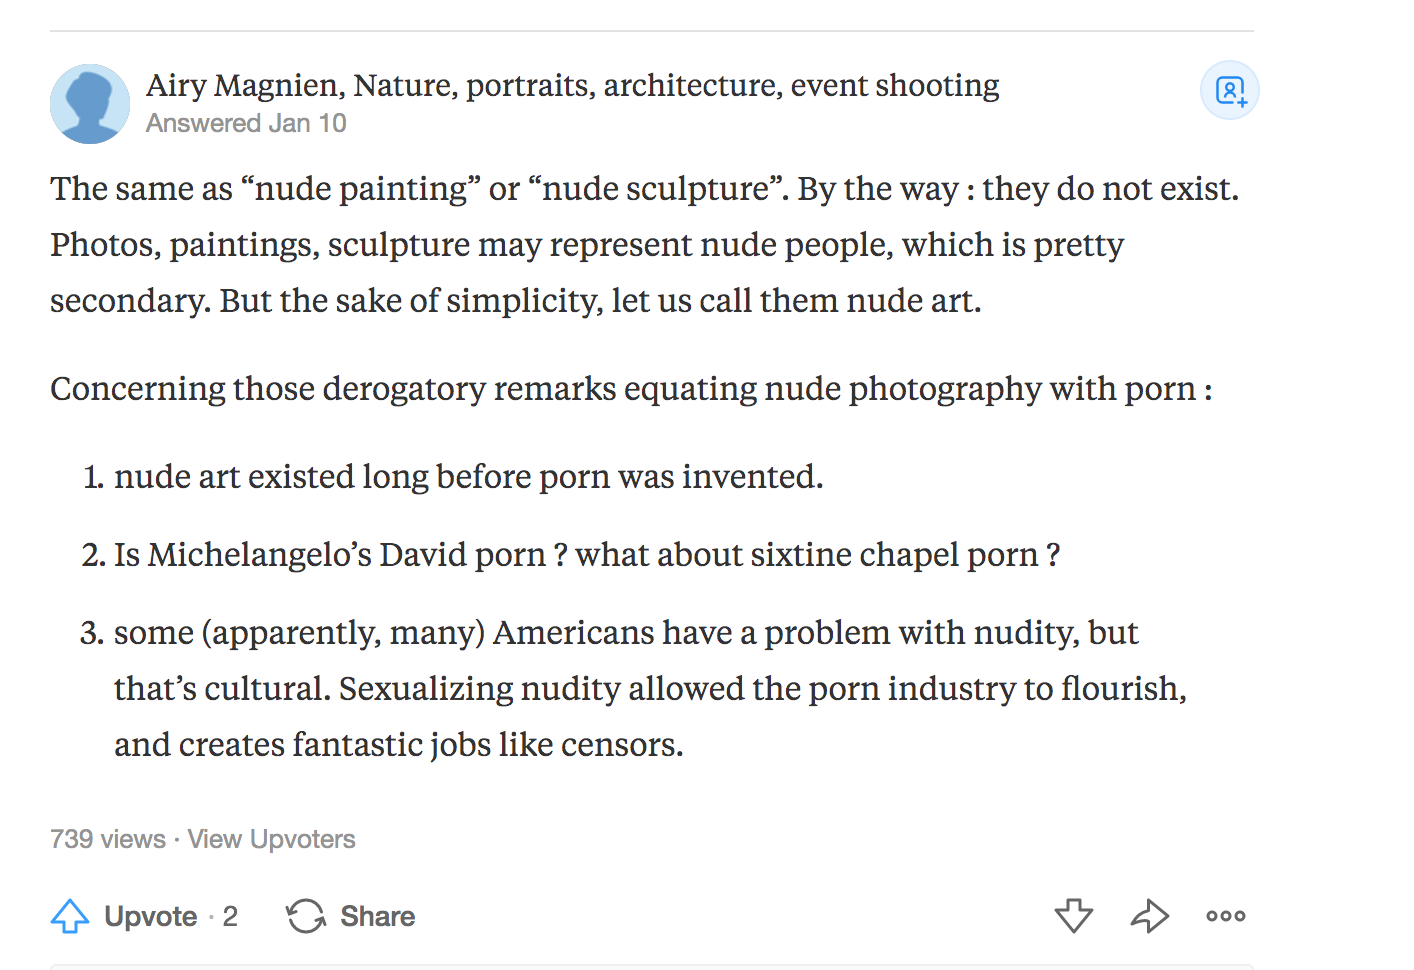 Airy Magnien, Nature, portraits, architecture, event shooting
Answered Jan 10
The same as “nude painting” or “nude sculpture”. By the way : they do not exist.
Photos, paintings, sculpture may represent nude people, which is pretty
secondary. But the sake of simplicity, let us call them nude art.
Concerning those derogatory remarks equating nude photography with porn :
1. nude art existed long before porn was invented.
2. Is Michelangelo’s David porn ? what about sixtine chapel porn ?
3. some (apparently, many) Americans have a problem with nudity, but
that’s cultural. Sexualizing nudity allowed the porn industry to flourish,
and creates fantastic jobs like censors.
739 views · View Upvoters
Upvote · 2 Share